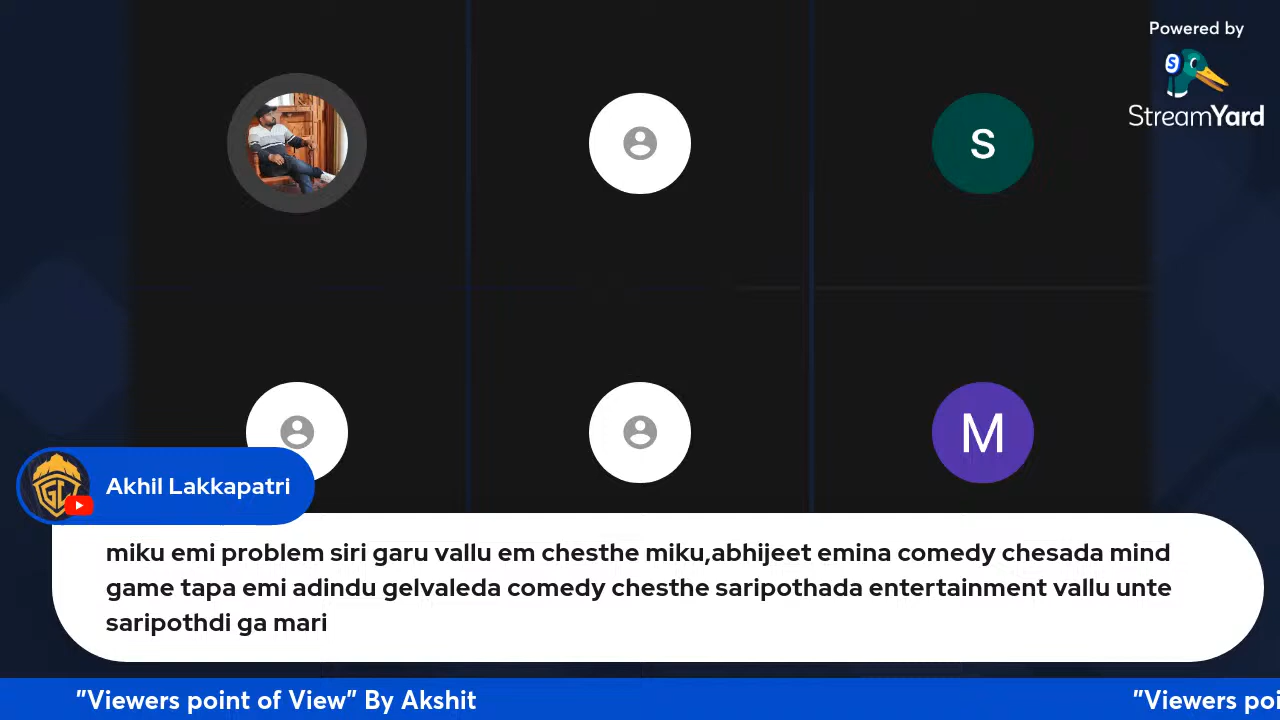 Powered by
StreamYard
S
S
M
GL
Akhil Lakkapatri
miku emi problem siri garu vallu em chesthe miku,abhijeet emina comedy chesada mind
game tapa emi adindu gelvaleda comedy chesthe saripothada entertainment vallu unte
saripothdi ga mari
"Viewers point of View" By Akshit
"Viewers poi